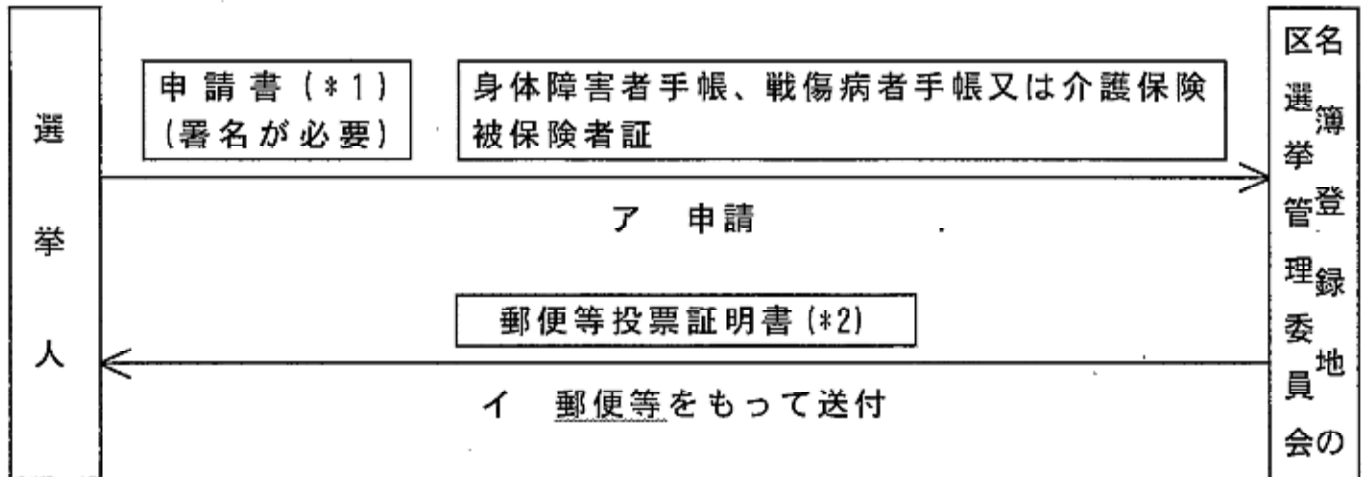 選挙人
申請書(*1)
(署名が必要)
身体障害者手帳、戦傷病者手帳又は介護保険
被保険者証
ア 申請
郵便等投票証明書(*2)
イ 郵便等をもって送付
名簿登録地の
区選挙管理委員会